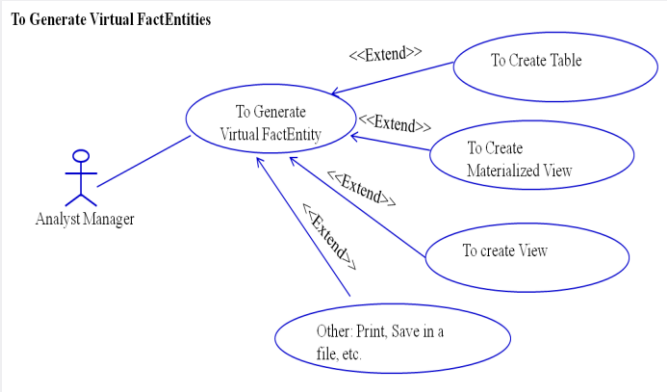 To Generate Virtual FactEntities
<<Extend>>
To Create Table
To Generate
Virtual FactEntity
<<Extend>>
To Create
Materialized View
<<Extend>>
Analyst Manager
<<Extend>>
To create View
Other: Print, Save in a
file, etc.